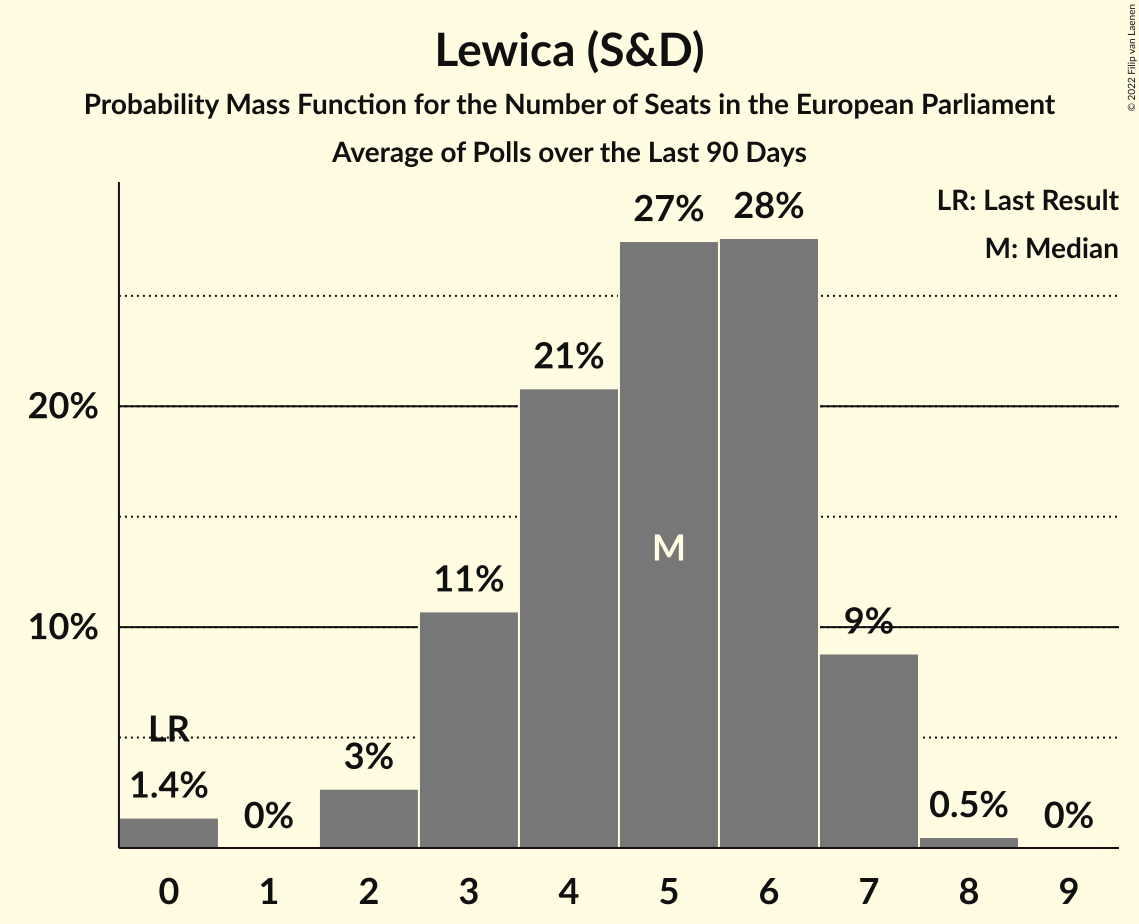 Lewica (S&D)
Probability Mass Function for the Number of Seats in the European Parliament
Average of Polls over the Last 90 Days
© 2022 Filip van Laenen
LR: Last Result
M: Median
27%
28%
21%
20%
M
11%
10%
9%
LR
3%
1.4%
0%
0.5%
0%
0 1 2 3 4 5 6 7 8 9